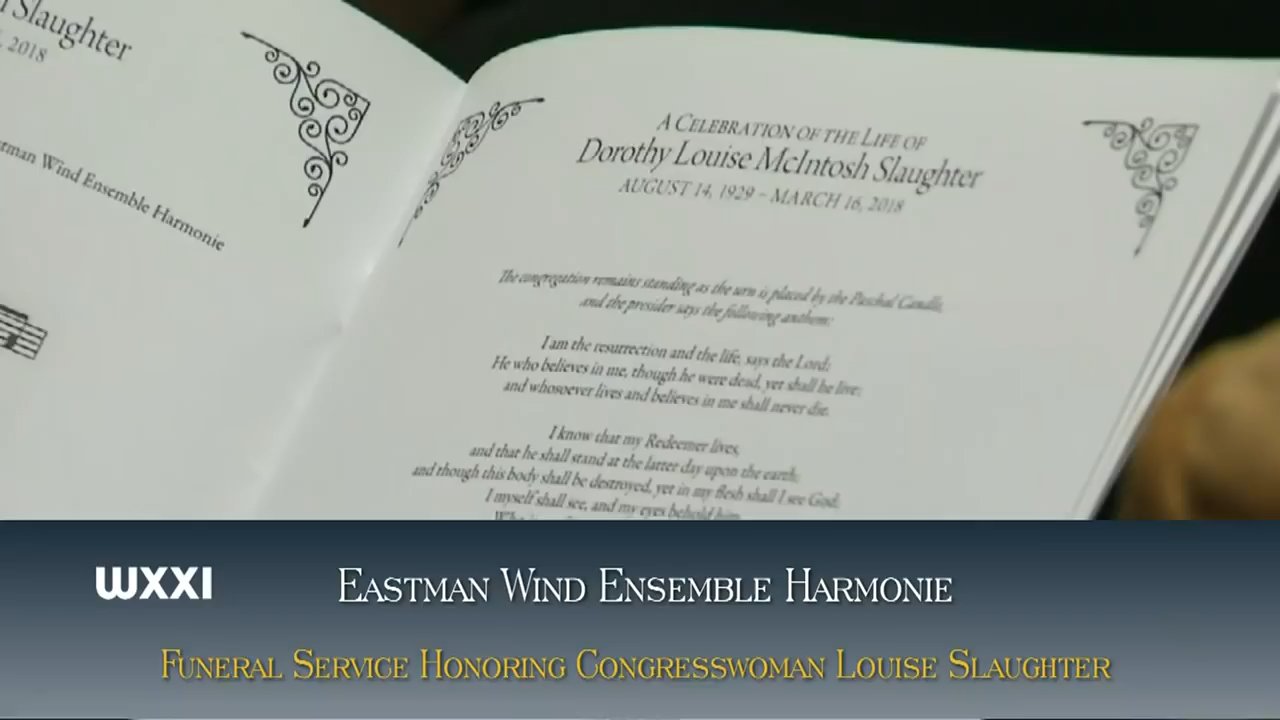 Slaughter
2018
Wind Ensemble Harmonie
A CELEBRATION OF THE LIFE OF
Dorothy Louise McIntosh Slaughter
AUGUST 14, 1929 – MARCH 16, 2018
The congregation remains standing as the urn is placed by the Paschal Candle,
and the presider says the following anthem:
I am the resurrection and the life, says the Lord;
He who believes in me, though he were dead, yet shall he live;
and whosoever lives and believes in me shall never die.
I know that my Redeemer lives,
and that he shall stand at the latter day upon the earth;
and though this body shall be destroyed, yet in my flesh shall I see God;
I myself shall see, and my eyes behold him
WXXI
EASTMAN WIND ENSEMBLE HARMONIE
FUNERAL SERVICE HONORING CONGRESSWOMAN LOUISE SLAUGHTER